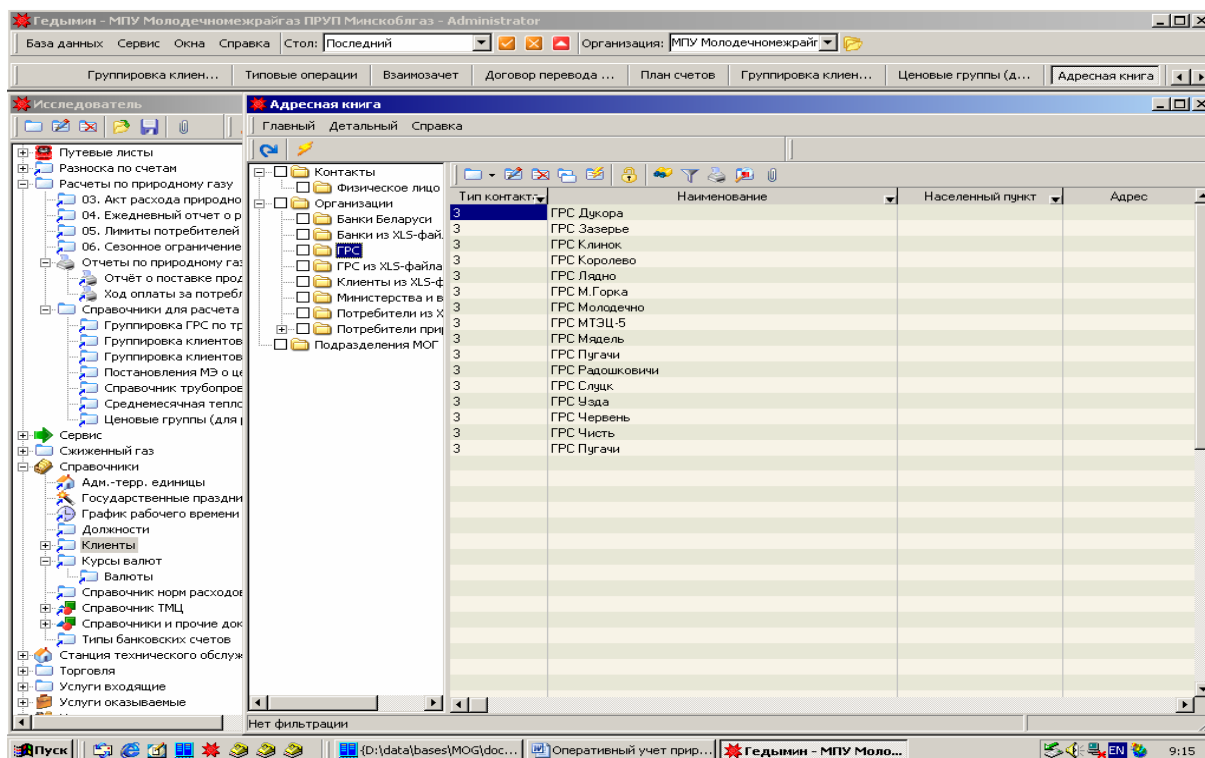 Гедымин - МПУ Молодечномежрайгаз ПРУП Минскоблгаз - Administrator
База данных Сервис Окна Справка Стол: Последний Организация: МПУ Молодечномежрайг
Группировка клиен... Типовые операции Взаимозачет Договор перевода ... План счетов Группировка клиен... Ценовые группы (д... Адресная книга
Исследователь
Путевые листы
Разноска по счетам
Расчеты по природному газу
03. Акт расхода природно
04. Ежедневный отчет о р
05. Лимиты потребителей
06. Сезонное ограничение
Отчеты по природному газ
Отчёт о поставке прод
Ход оплаты за потребл
Справочники для расчета
Группировка ГРС по тр
Группировка клиентов
Группировка клиентов
Постановления МЭ о це
Справочник трубопров
Среднемесячная тепло
Ценовые группы (для р
Сервис
Сжиженный газ
Справочники
Адм.-терр. единицы
Государственные праздни
График рабочего времени
Должности
Клиенты
Курсы валют
Валюты
Справочник норм расходов
Справочник ТМЦ
Справочники и прочие док
Типы банковских счетов
Станция технического обслуж
Торговля
Услуги входящие
Услуги оказываемые
Адресная книга
Главный Детальный Справка
Контакты
Физическое лицо
Организации
Банки Беларуси
Банки из XLS-фай.
ГРС
ГРС из XLS-файла
Клиенты из XLS-ф
Министерства и в
Потребители из X
Потребители при
Подразделения МОГ
Тип контакт Наименование Населенный пункт Адрес
3 ГРС Дукора
3 ГРС Зазерье
3 ГРС Клинок
3 ГРС Королево
3 ГРС Лядно
3 ГРС М.Горка
3 ГРС Молодечно
3 ГРС МТЭЦ-5
3 ГРС Мядель
3 ГРС Пугачи
3 ГРС Радошковичи
3 ГРС Слуцк
3 ГРС Узда
3 ГРС Червень
3 ГРС Чисть
3 ГРС Пугачи
Нет фильтрации
Пуск {D:\data\bases\MOG\doc... Оперативный учет прир... Гедымин - МПУ Моло... EN 9:15